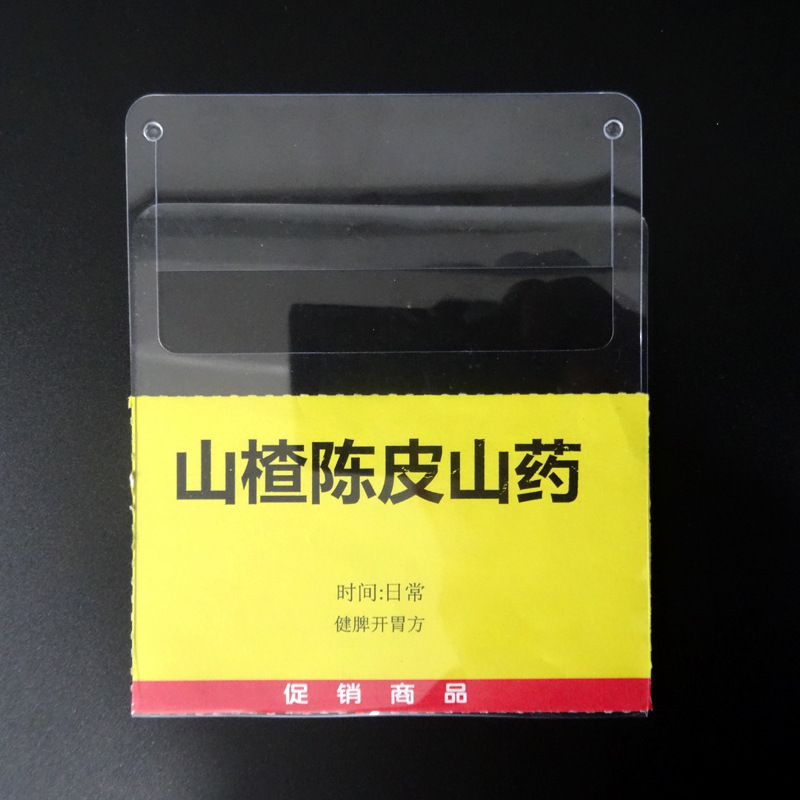 山楂陈皮山药
时间:日常
健脾开胃方
促销商品